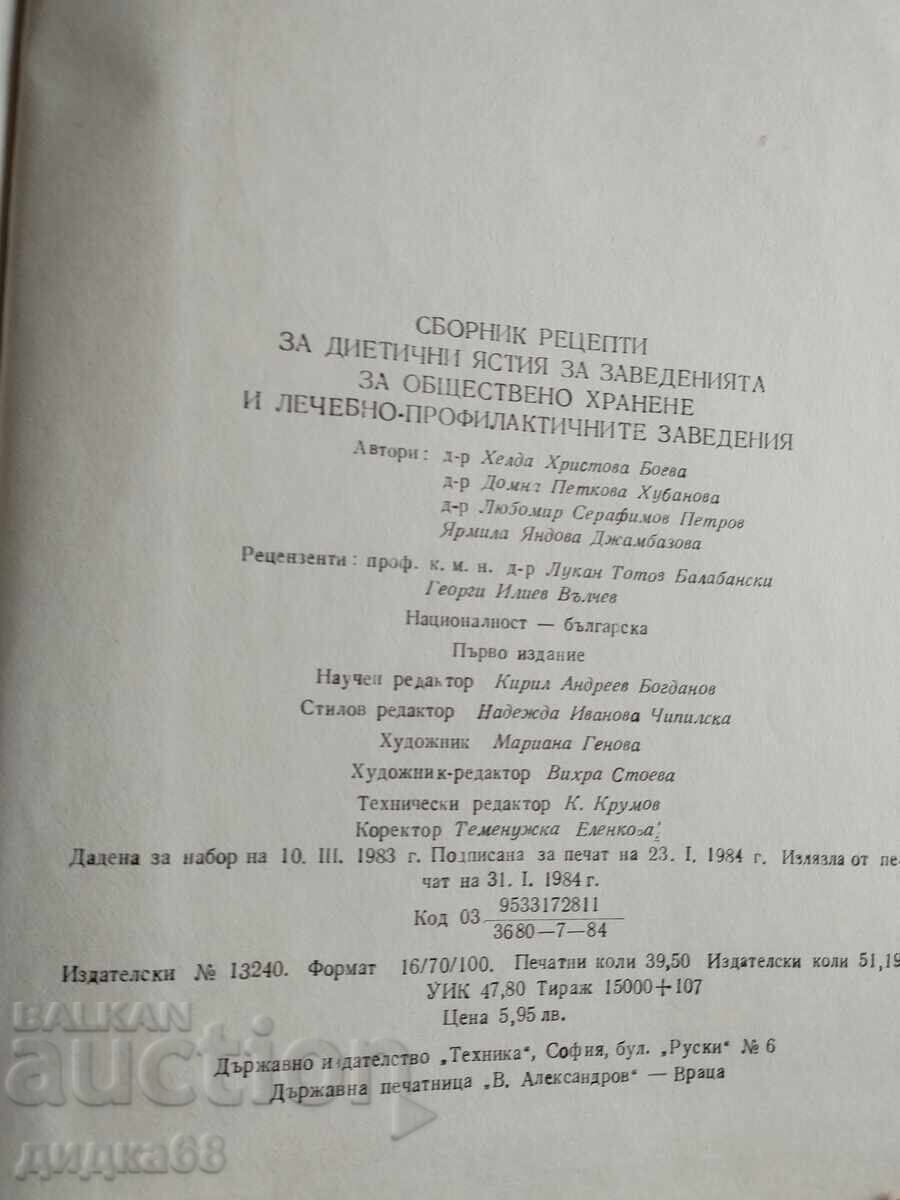 СБОРНИК РЕЦЕПТИ
ЗА ДИЕТИЧНИ ЯСТИЯ ЗА ЗАВЕДЕНИЯТА
ЗА ОБЩЕСТВЕНО ХРАНЕНЕ
И ЛЕЧЕБНО-ПРОФИЛАКТИЧНИТЕ ЗАВЕДЕНИЯ
Автори: д-р Хелда Христова Боева
д-р Домна Петкова Хубанова
д-р Любомир Серафимов Петров
Ярмила Яндова Джамбазова
Рецензенти: проф. к. м. н. д-р Лукан Тотов Балабански
Георги Илиев Вълчев
Националност — българска
Първо издание
Научен редактор Кирил Андреев Богданов
Стилов редактор Надежда Иванова Чипилска
Художник Мариана Генова
Художник-редактор Вихра Стоева
Технически редактор К. Крумов
Коректор Теменужка Еленкова
Дадена за набор на 10. III. 1983 г. Подписана за печат на 23. I. 1984 г. Излязла от пе-
чат на 31. I. 1984 г.
Код 03 9533172811
3680—7—84
Издателски № 13240. Формат 16/70/100. Печатни коли 39,50 Издателски коли 51,19
УИК 47,80 Тираж 15000+107
Цена 5,95 лв.
Държавно издателство „Техника“, София, бул. „Руски“ № 6
Държавна печатница „В. Александров“ — Враца
BALKAN
auction
дидка68